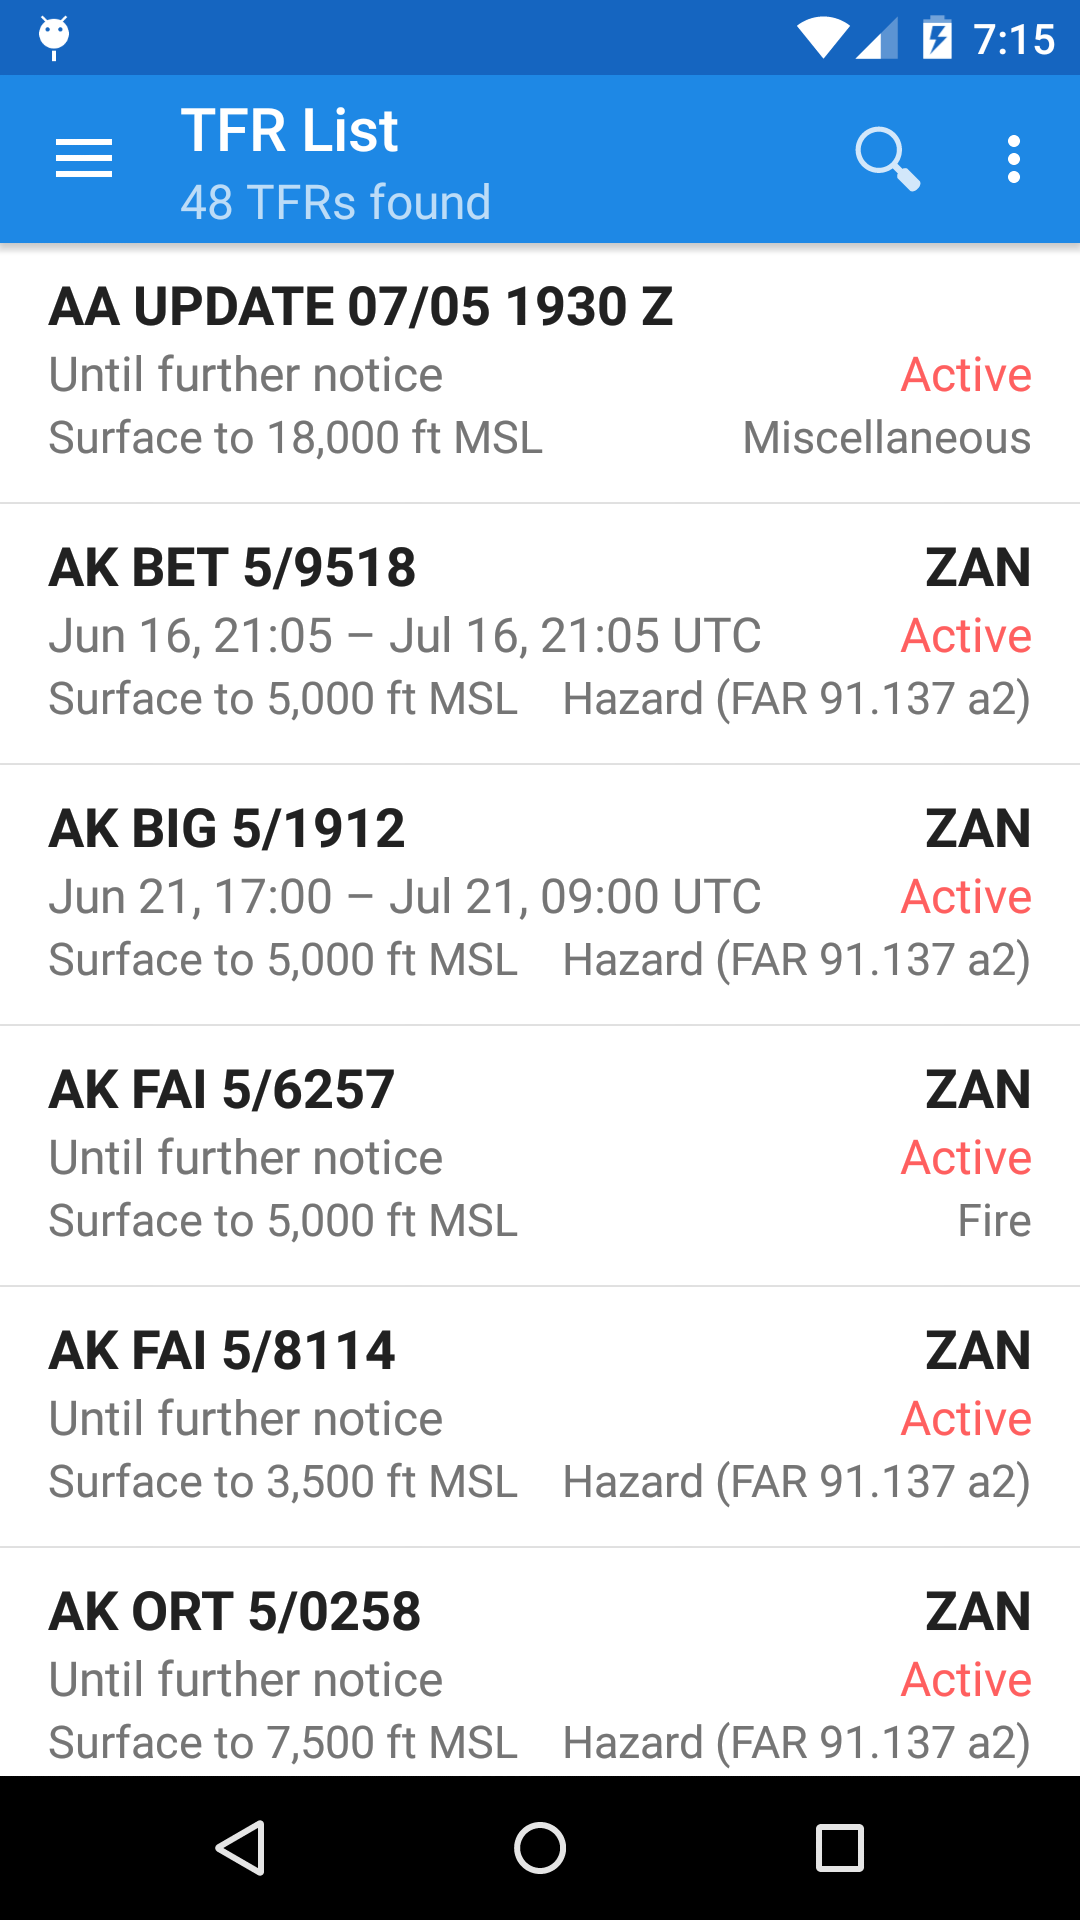 7:15
TFR List
48 TFRs found
AA UPDATE 07/05 1930 Z
Until further notice Active
Surface to 18,000 ft MSL Miscellaneous
AK BET 5/9518 ZAN
Jun 16, 21:05 – Jul 16, 21:05 UTC Active
Surface to 5,000 ft MSL Hazard (FAR 91.137 a2)
AK BIG 5/1912 ZAN
Jun 21, 17:00 – Jul 21, 09:00 UTC Active
Surface to 5,000 ft MSL Hazard (FAR 91.137 a2)
AK FAI 5/6257 ZAN
Until further notice Active
Surface to 5,000 ft MSL Fire
AK FAI 5/8114 ZAN
Until further notice Active
Surface to 3,500 ft MSL Hazard (FAR 91.137 a2)
AK ORT 5/0258 ZAN
Until further notice Active
Surface to 7,500 ft MSL Hazard (FAR 91.137 a2)